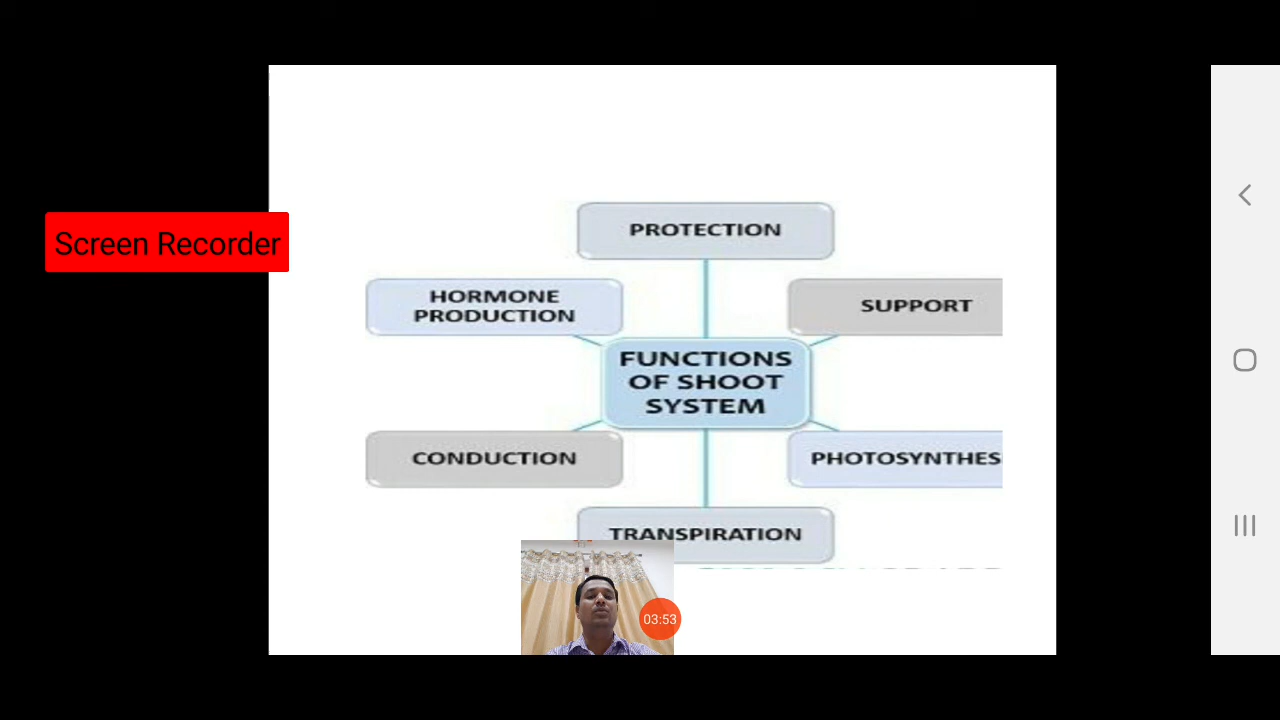 PROTECTION
Screen Recorder
HORMONE
PRODUCTION
SUPPORT
FUNCTIONS
OF SHOOT
SYSTEM
CONDUCTION
PHOTOSYNTHES
TRANSPIRATION
03:53